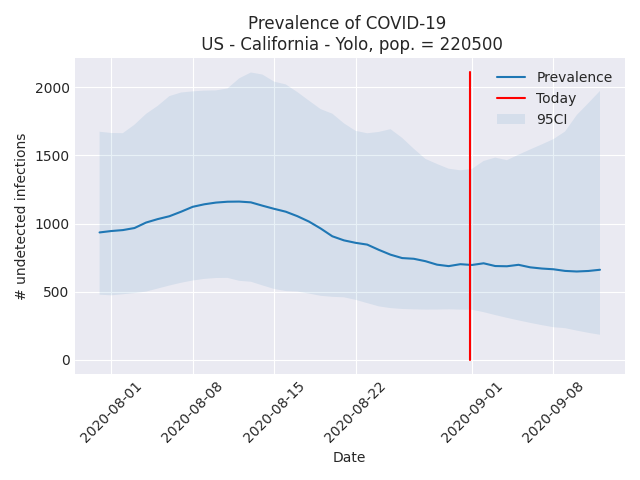 Prevalence of COVID-19
US - California - Yolo, pop. = 220500
Prevalence
Today
95CI
# undetected infections
2000
1500
1000
500
0
2020-08-01
2020-08-08
2020-08-15
2020-08-22
2020-09-01
2020-09-08
Date